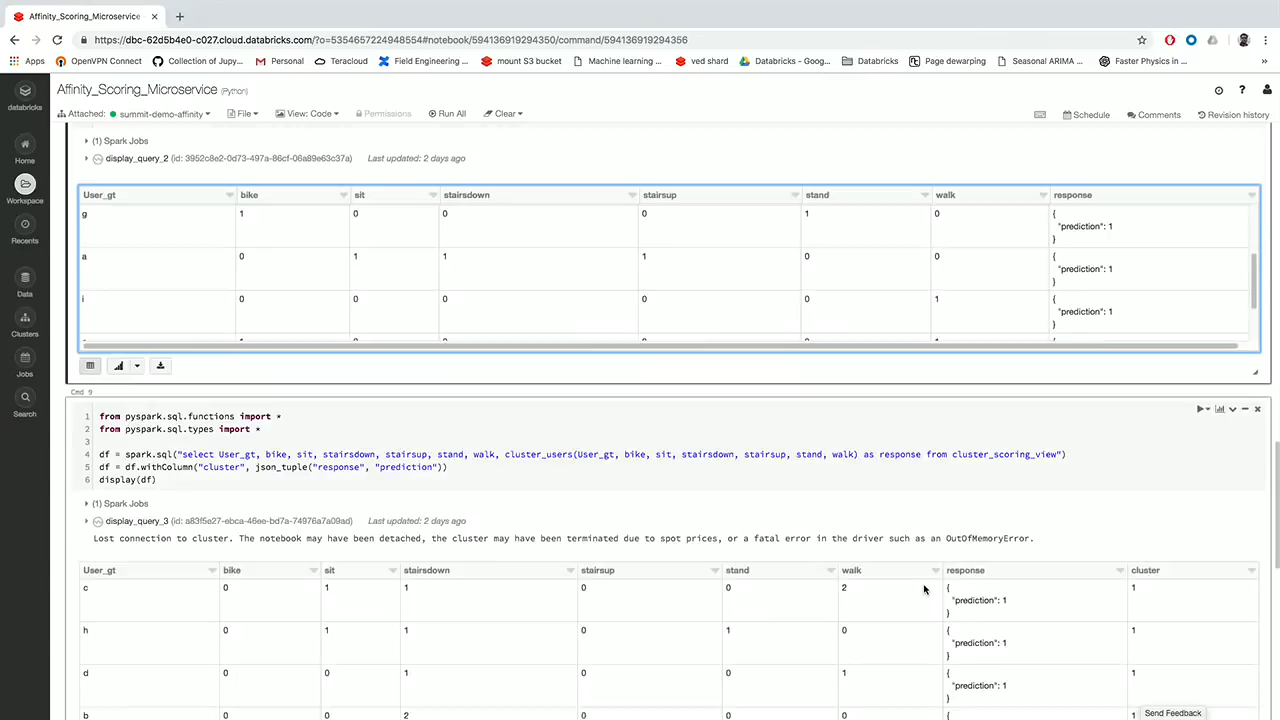 Affinity_Scoring_Microservice
https://dbc-62d5b4e0-c027.cloud.databricks.com/?o=5354657224948554#notebook/594136919294350/command/594136919294356
Apps OpenVPN Connect Collection of Jupy... Personal Teracloud Field Engineering ... mount S3 bucket Machine learning ... ved shard Databricks - Goog... Databricks Page dewarping Seasonal ARIMA ... Faster Physics in ... »
databricks
Home
Workspace
Recents
Data
Clusters
Jobs
Search
Affinity_Scoring_Microservice (Python)
Attached: summit-demo-affinity File View: Code Permissions Run All Clear Schedule Comments Revision history
(1) Spark Jobs
display_query_2 (id: 3952c8e2-0d73-497a-86cf-06a89e63c37a) Last updated: 2 days ago
User_gt bike sit stairsdown stairsup stand walk response
g 1 0 0 0 1 0 {
"prediction": 1
}
a 0 1 1 1 0 0 {
"prediction": 1
}
i 0 0 0 0 0 1 {
"prediction": 1
}
Cmd 9
1 from pyspark.sql.functions import *
2 from pyspark.sql.types import *
3
4 df = spark.sql("select User_gt, bike, sit, stairsdown, stairsup, stand, walk, cluster_users(User_gt, bike, sit, stairsdown, stairsup, stand, walk) as response from cluster_scoring_view")
5 df = df.withColumn("cluster", json_tuple("response", "prediction"))
6 display(df)
(1) Spark Jobs
display_query_3 (id: a83f5e27-ebca-46ee-bd7a-74976a7a09ad) Last updated: 2 days ago
Lost connection to cluster. The notebook may have been detached, the cluster may have been terminated due to spot prices, or a fatal error in the driver such as an OutOfMemoryError.
User_gt bike sit stairsdown stairsup stand walk response cluster
c 0 1 1 0 0 2 { 1
"prediction": 1
}
h 0 1 1 0 1 0 { 1
"prediction": 1
}
d 0 0 1 0 0 1 { 1
"prediction": 1
}
b 0 0 2 0 0 0 { 1
Send Feedback